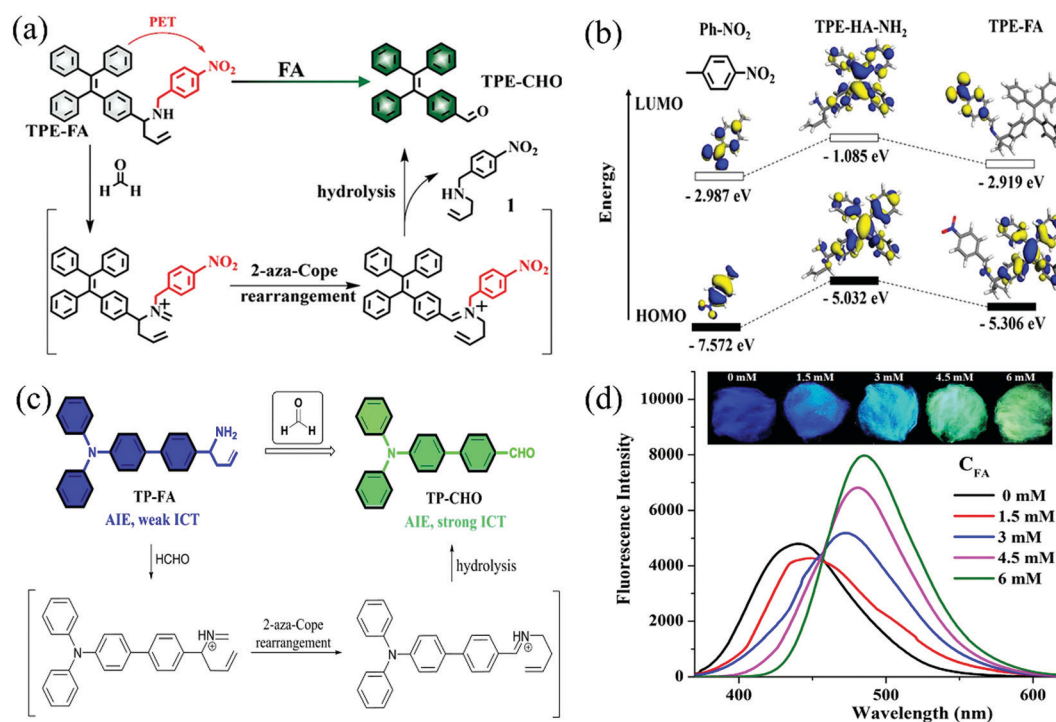 (a)
PET
NO₂
NH
TPE-FA
FA
TPE-CHO
O
O
H H
hydrolysis
NO₂
HN
1
NO₂
N
+
2-aza-Cope
rearrangement
NO₂
N
+
(b)
Ph-NO₂ TPE-HA-NH₂ TPE-FA
NO₂
LUMO
- 1.085 eV
- 2.987 eV
- 2.919 eV
Energy
HOMO
- 5.032 eV
- 5.306 eV
- 7.572 eV
(c)
NH₂
N
TP-FA
AIE, weak ICT
O
H H
CHO
N
TP-CHO
AIE, strong ICT
HCHO
hydrolysis
HN
+
N
2-aza-Cope
rearrangement
NH
+
N
(d)
0 mM 1.5 mM 3 mM 4.5 mM 6 mM
10000
8000
6000
4000
2000
0
Fluorescence Intensity
C FA
0 mM
1.5 mM
3 mM
4.5 mM
6 mM
400 500 600
Wavelength (nm)